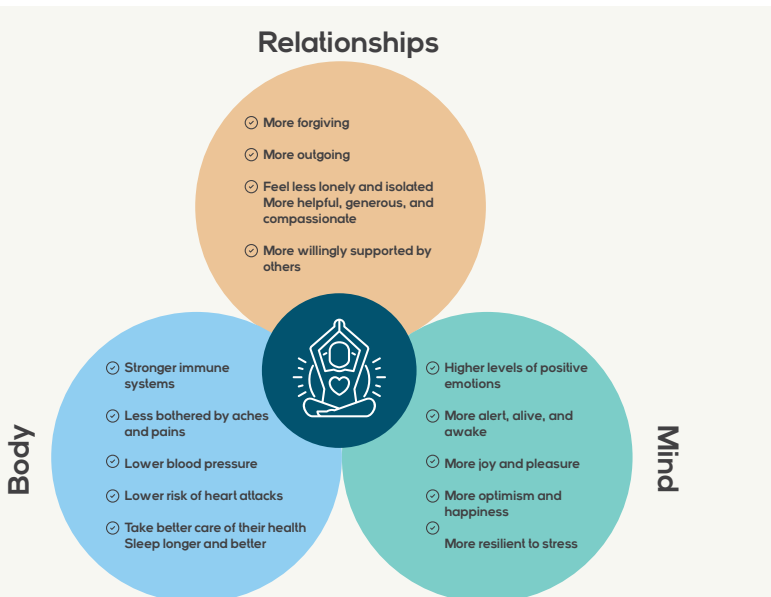 Relationships
More forgiving
More outgoing
Feel less lonely and isolated
More helpful, generous, and
compassionate
More willingly supported by
others
Body
Stronger immune
systems
Less bothered by aches
and pains
Lower blood pressure
Lower risk of heart attacks
Take better care of their health
Sleep longer and better
Higher levels of positive
emotions
More alert, alive, and
awake
More joy and pleasure
More optimism and
happiness
More resilient to stress
Mind